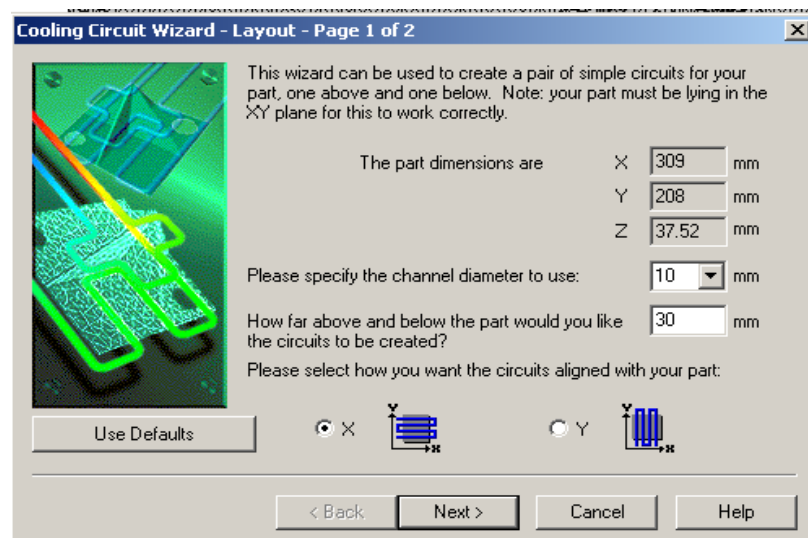 Cooling Circuit Wizard - Layout - Page 1 of 2
This wizard can be used to create a pair of simple circuits for your
part, one above and one below. Note: your part must be lying in the
XY plane for this to work correctly.
The part dimensions are X 309 mm
Y 208 mm
Z 37.52 mm
Please specify the channel diameter to use: 10 mm
How far above and below the part would you like 30 mm
the circuits to be created?
Please select how you want the circuits aligned with your part:
Use Defaults X Y X Y Y X
< Back Next > Cancel Help